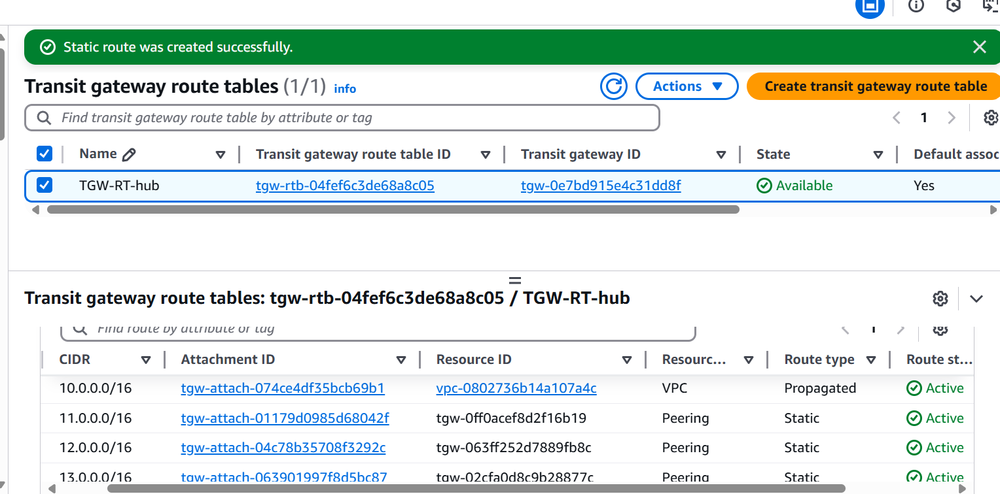 Static route was created successfully.
Transit gateway route tables (1/1) info
Actions
Create transit gateway route table
Find transit gateway route table by attribute or tag
1
Name
Transit gateway route table ID
Transit gateway ID
State
Default assoc
TGW-RT-hub
tgw-rtb-04fef6c3de68a8c05
tgw-0e7bd915e4c31dd8f
Available
Yes
Transit gateway route tables: tgw-rtb-04fef6c3de68a8c05 / TGW-RT-hub
Find route by attribute or tag
1
CIDR
Attachment ID
Resource ID
Resourc...
Route type
Route st...
10.0.0.0/16
tgw-attach-074ce4df35bcb69b1
vpc-0802736b14a107a4c
VPC
Propagated
Active
11.0.0.0/16
tgw-attach-01179d0985d68042f
tgw-0ff0acef8d2f16b19
Peering
Static
Active
12.0.0.0/16
tgw-attach-04c78b35708f3292c
tgw-063ff252d7889fb8c
Peering
Static
Active
13.0.0.0/16
tgw-attach-063901997f8d5bc87
tgw-02cfa0d8c9b28877c
Peering
Static
Active